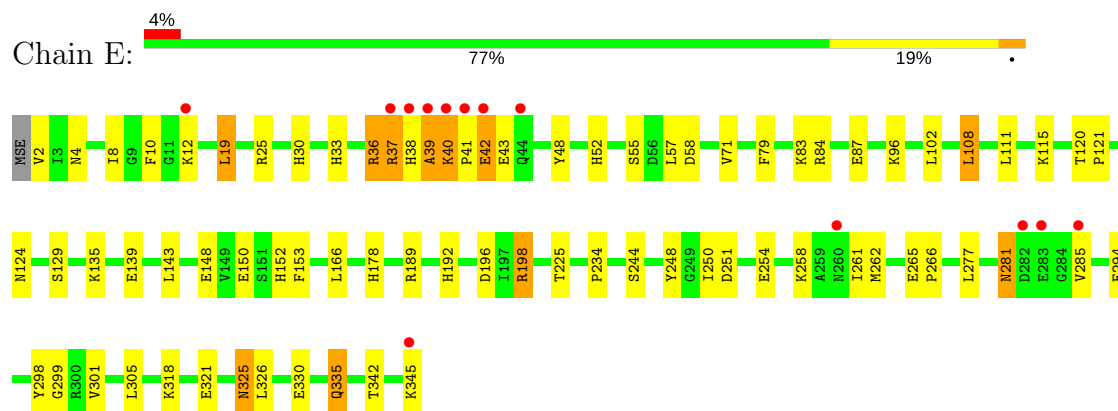 4%
Chain E:
77% 19% •
MSE V2 I3 N4 I8 G9 F10 G11 K12 L19 R25 H30 H33 R36 R37 H38 A39 K40 P41 E42 E43 Q44 Y48 H52 S55 D56 L57 D58 V71 F79 K83 R84 E87 K96 L102 L108 L111 K115 T120 P121
N124 S129 K135 E139 L143 E148 V149 E150 S151 H152 F153 L166 H178 R189 H192 D196 I197 R198 T225 P234 S244 Y248 G249 I250 D251 E254 K258 A259 N260 I261 M262 E265 P266 L277 N281 D282 E283 G284 V285
Y298 G299 R300 V301 L305 K318 E321 N325 L326 E330 Q335 T342 K345